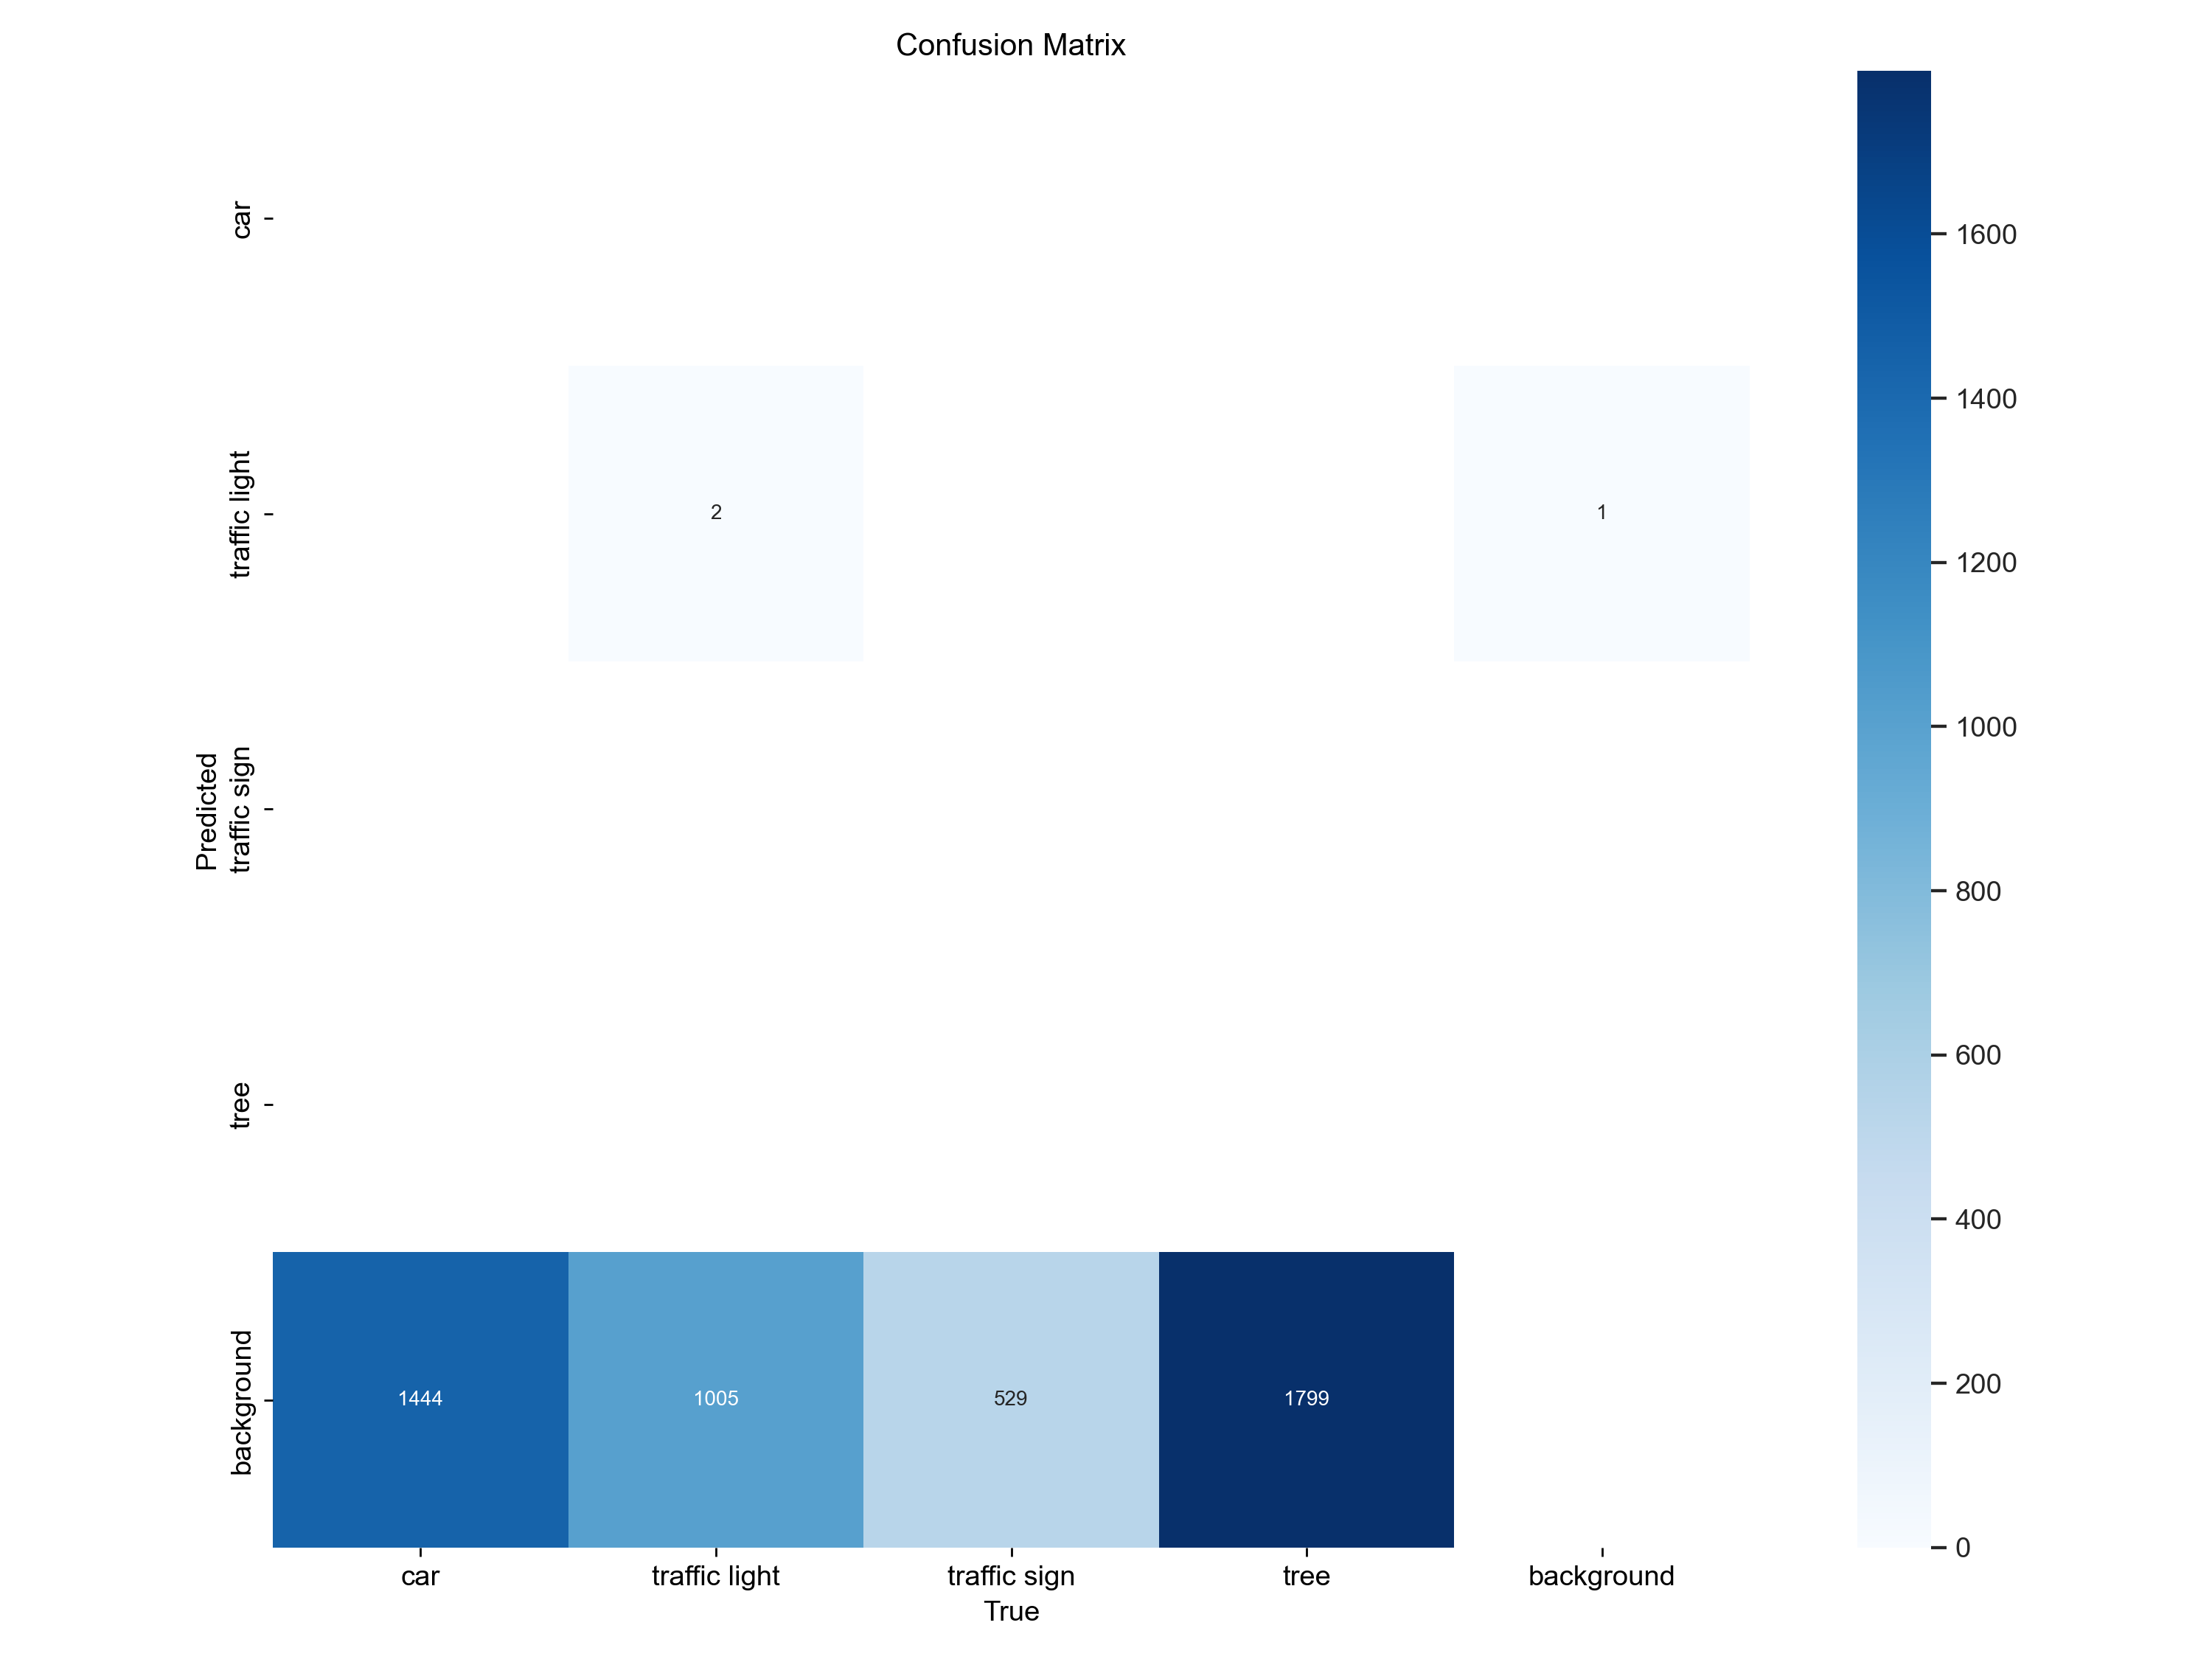 Confusion Matrix
car
traffic light
traffic sign
tree
background
Predicted
2
1
1444
1005
529
1799
car
traffic light
traffic sign
tree
background
True
1600
1400
1200
1000
800
600
400
200
0